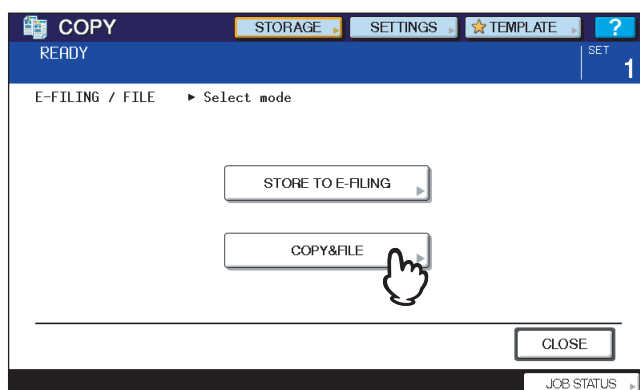 COPY STORAGE SETTINGS TEMPLATE ?
READY SET
1
E-FILING / FILE ► Select mode
STORE TO E-FILING
COPY&FILE
CLOSE
JOB STATUS